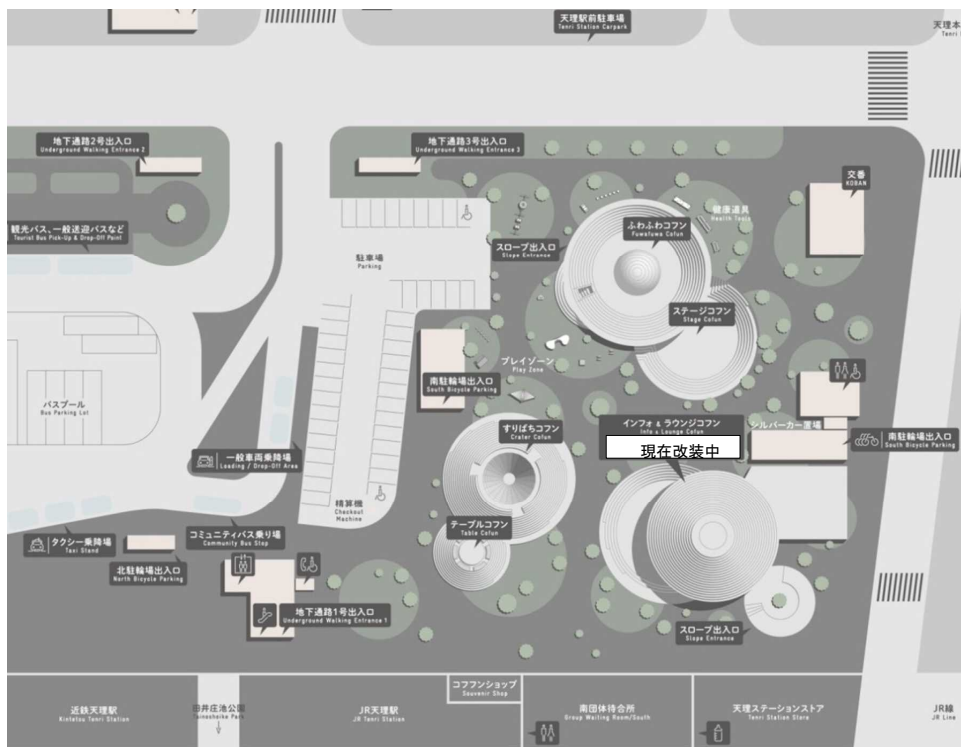 天理駅前駐車場
Tenri Station Carpark
天理本
Tenri
地下通路2号出入口
Underground Walking Entrance 2
地下通路3号出入口
Underground Walking Entrance 3
交番
KOBAN
健康道具
Health Tools
ふわふわコフン
Fuwafuwa Cofun
観光バス、一般送迎バスなど
Tourist Bus Pick-Up & Drop-Off Point
スロープ出入口
Slope Entrance
駐車場
Parking
ステージコフン
Stage Cofun
プレイゾーン
Play Zone
南駐輪場出入口
South Bicycle Parking
バスプール
Bus Parking Lot
すりばちコフン
Crater Cofun
インフォ & ラウンジコフン
Info & Lounge Cofun
現在改装中
シルバーカー置場
南駐輪場出入口
South Bicycle Parking
一般車両乗降場
Loading / Drop-Off Area
精算機
Checkout
Machine
テーブルコフン
Table Cofun
タクシー乗降場
Taxi Stand
コミュニティバス乗り場
Community Bus Stop
北駐輪場出入口
North Bicycle Parking
地下通路1号出入口
Underground Walking Entrance 1
スロープ出入口
Slope Entrance
コフフンショップ
Souvenir Shop
近鉄天理駅
Kintetsu Tenri Station
田井庄池公園
Tainoshoike Park
JR天理駅
JR Tenri Station
南団体待合所
Group Waiting Room/South
天理ステーションストア
Tenri Station Store
JR線
JR Line